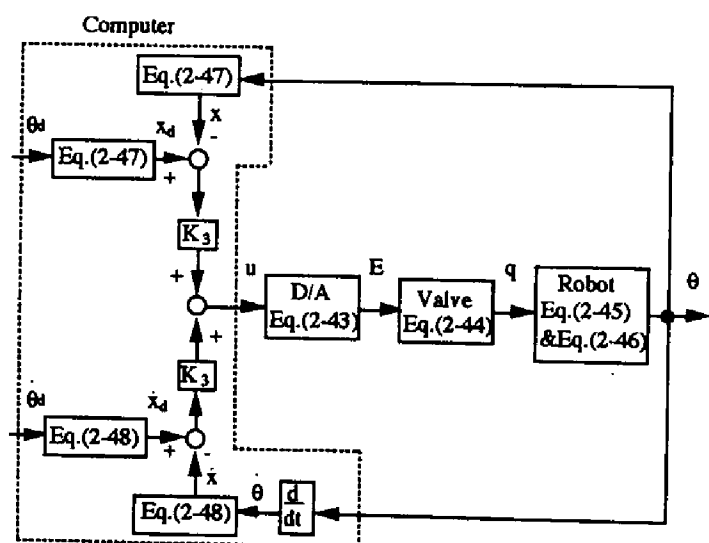 Computer
Eq.(2-47)
x
-
θd
Eq.(2-47)
xd
+
K3
+
u
D/A
Eq.(2-43)
E
Valve
Eq.(2-44)
q
Robot
Eq.(2-45)
&Eq.(2-46)
θ
+
K3
θ̇d
Eq.(2-48)
ẋd
+
-
ẋ
Eq.(2-48)
θ̇
d
dt